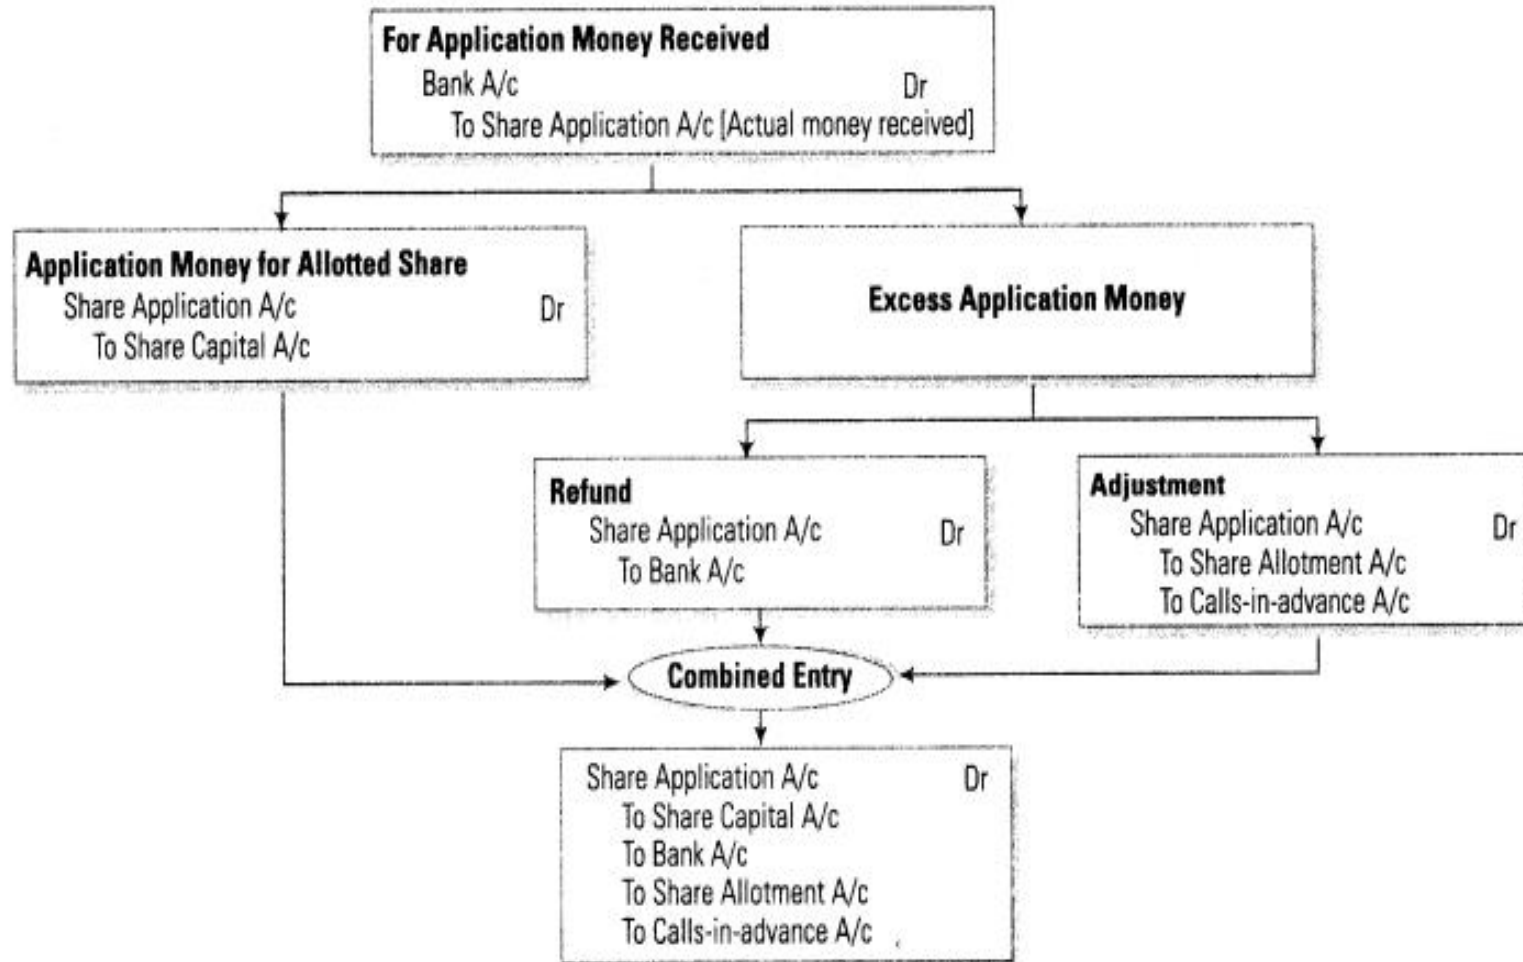 For Application Money Received
Bank A/c Dr
To Share Application A/c [Actual money received]
Application Money for Allotted Share
Share Application A/c Dr
To Share Capital A/c
Excess Application Money
Refund
Share Application A/c Dr
To Bank A/c
Adjustment
Share Application A/c Dr
To Share Allotment A/c
To Calls-in-advance A/c
Combined Entry
Share Application A/c Dr
To Share Capital A/c
To Bank A/c
To Share Allotment A/c
To Calls-in-advance A/c